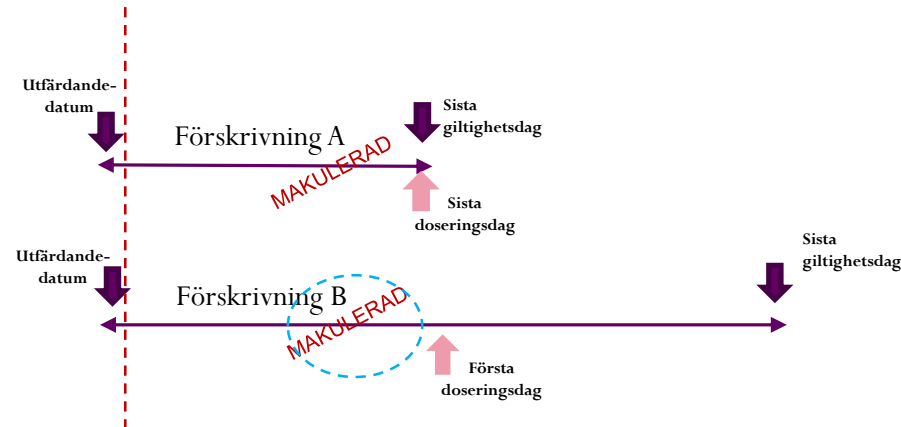 Utfärdande-
datum
Förskrivning A
MAKULERAD
Sista
giltighetsdag
Sista
doseringsdag
Utfärdande-
datum
Förskrivning B
MAKULERAD
Sista
giltighetsdag
Första
doseringsdag